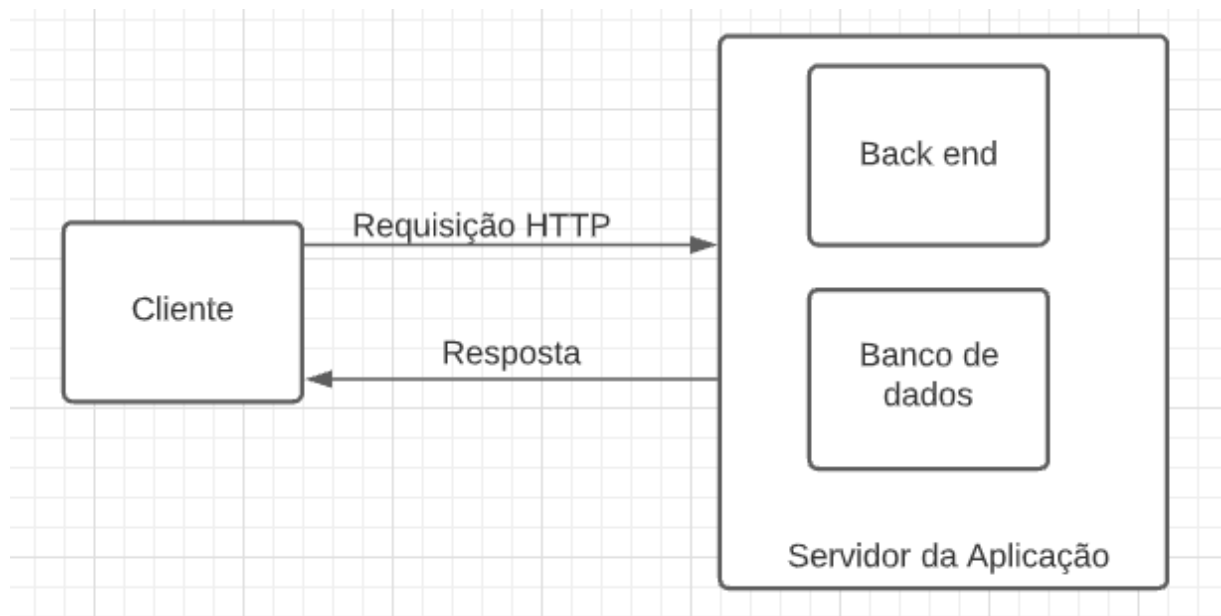 Back end
Requisição HTTP
Cliente
Resposta
Banco de
dados
Servidor da Aplicação